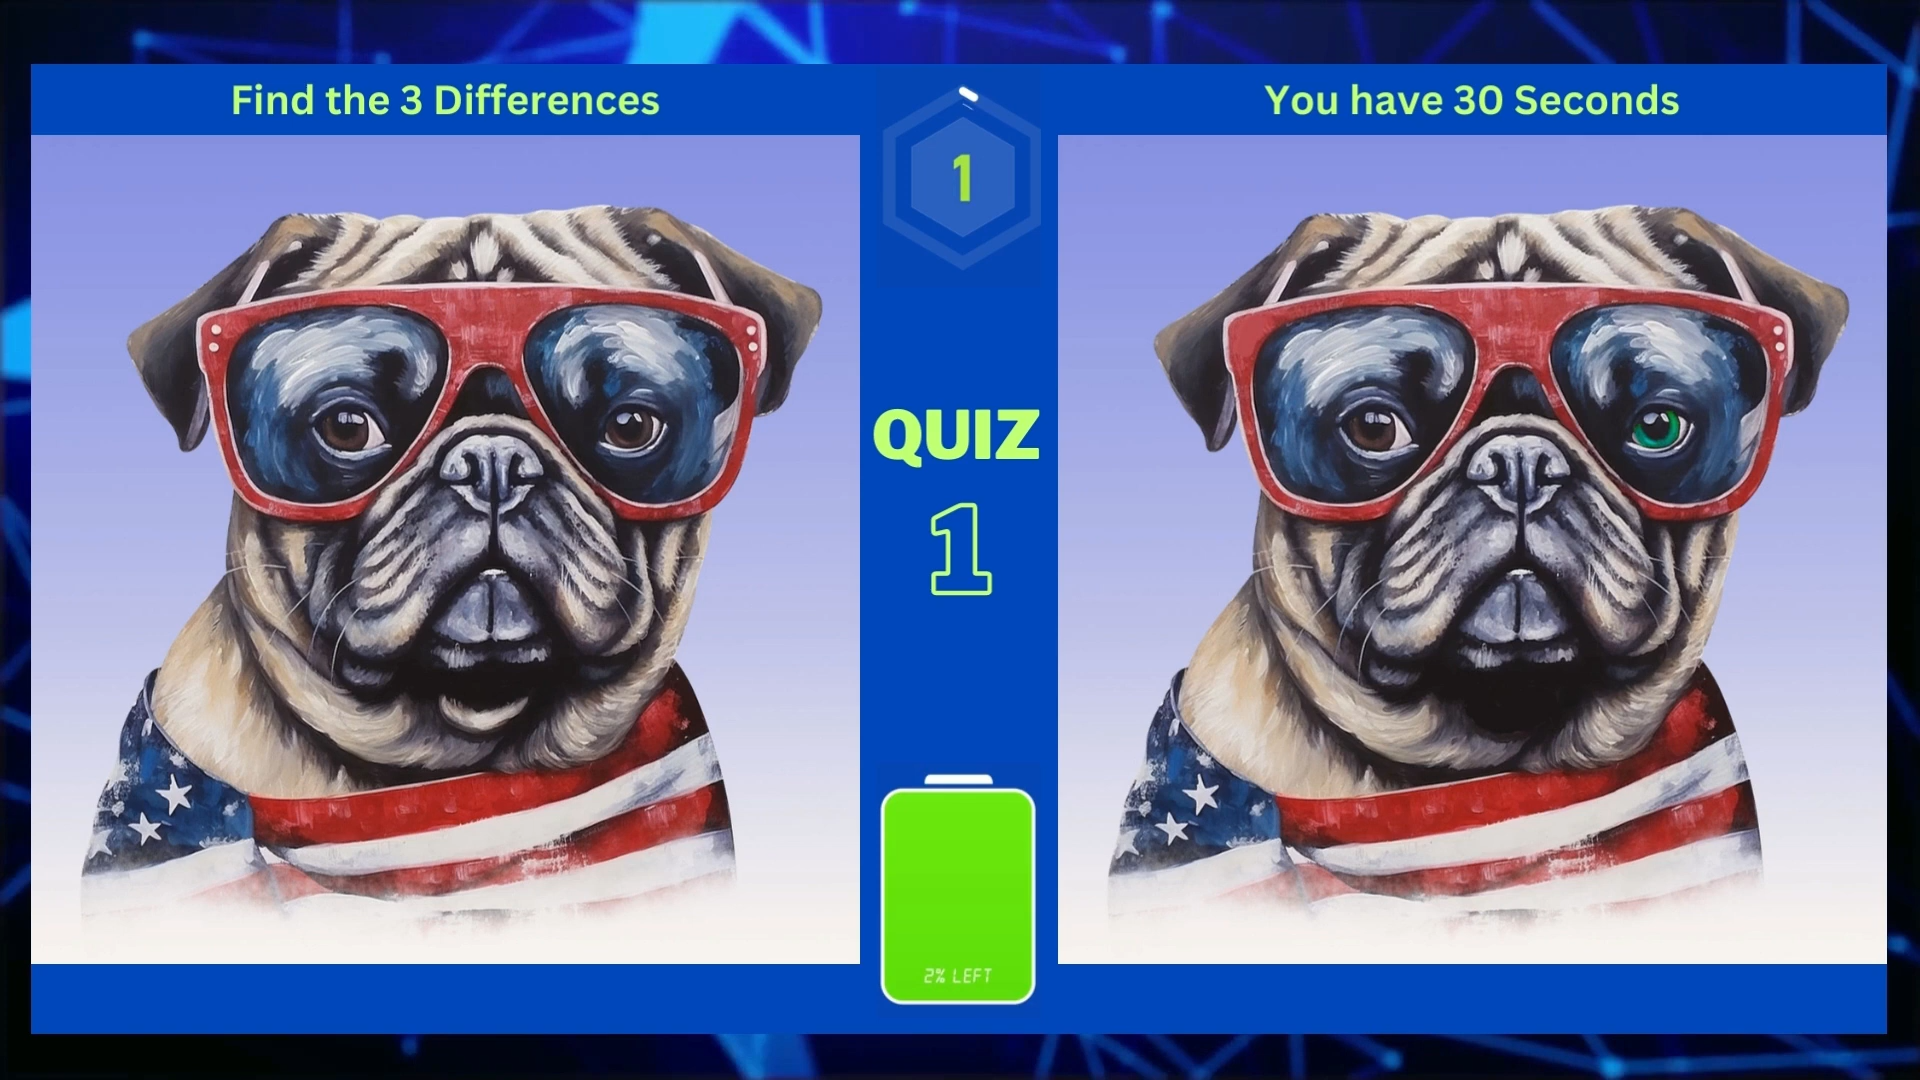 Find the 3 Differences
You have 30 Seconds
1
QUIZ
1
2% LEFT